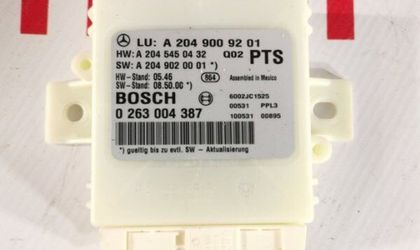 LU: A 204 900 92 01
HW: A 204 545 04 32 Q02 PTS
SW: A 204 902 00 01 *)
HW-Stand: 05.46 864 Assembled in Mexico
SW-Stand: 08.50.00 *)
BOSCH 6002JC1525
00531 PPL3
0 263 004 387 100531 00895
*) gueltig bis zu evtl. SW - Aktualisierung